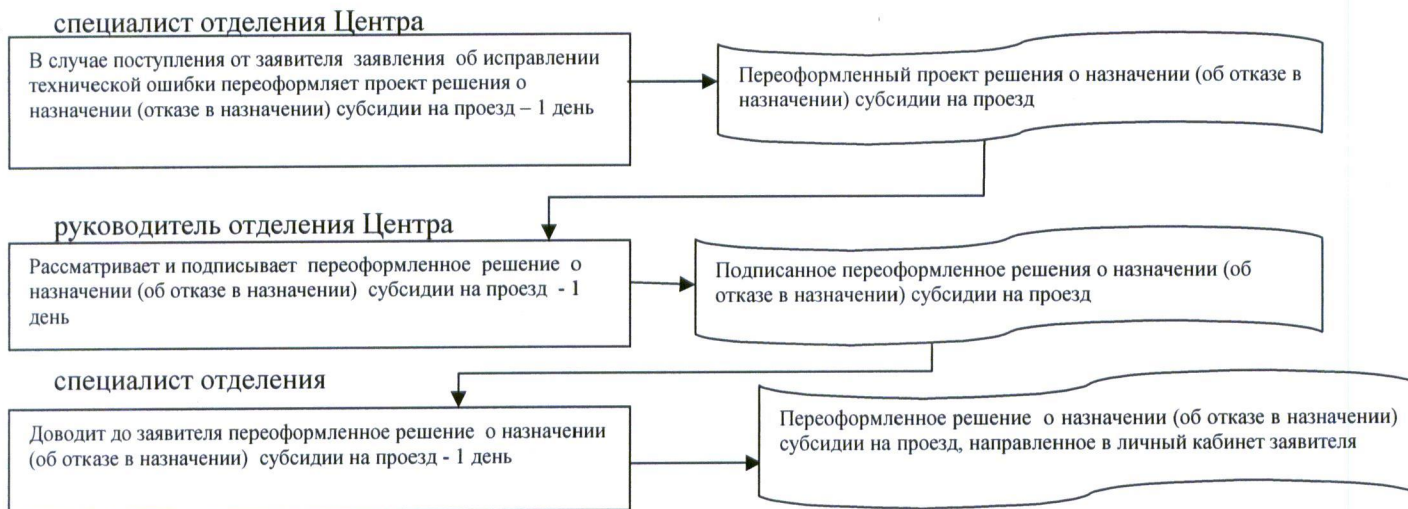 специалист отделения Центра
В случае поступления от заявителя заявления об исправлении
технической ошибки переоформляет проект решения о
назначении (отказе в назначении) субсидии на проезд – 1 день
Переоформленный проект решения о назначении (об отказе в
назначении) субсидии на проезд
руководитель отделения Центра
Рассматривает и подписывает переоформленное решение о
назначении (об отказе в назначении) субсидии на проезд - 1
день
Подписанное переоформленное решения о назначении (об
отказе в назначении) субсидии на проезд
специалист отделения
Доводит до заявителя переоформленное решение о назначении
(об отказе в назначении) субсидии на проезд - 1 день
Переоформленное решение о назначении (об отказе в назначении)
субсидии на проезд, направленное в личный кабинет заявителя